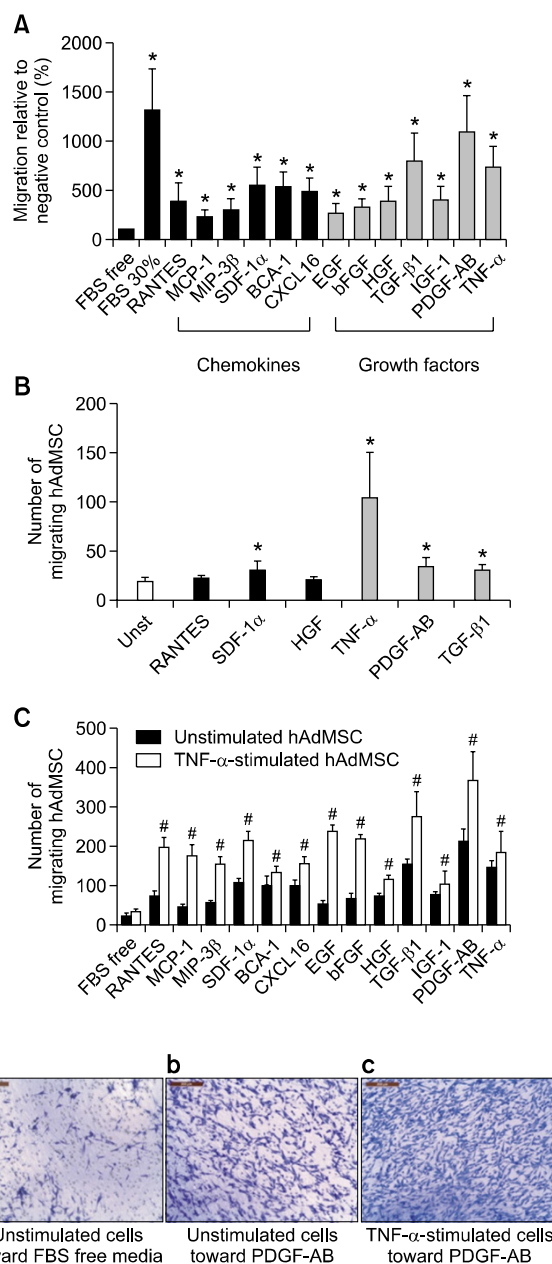 A
Migration relative to
negative control (%)
2000
1500
1000
500
0
FBS free
FBS 30%
RANTES
MCP-1
MIP-3β
SDF-1α
BCA-1
CXCL16
EGF
bFGF
HGF
TGF-β1
IGF-1
PDGF-AB
TNF-α
* * * * * * * * * * * * * *
Chemokines
Growth factors
B
Number of
migrating hAdMSC
200
150
100
50
0
Unst
RANTES
SDF-1α
HGF
TNF-α
PDGF-AB
TGF-β1
* * * *
C
Number of
migrating hAdMSC
500
400
300
200
100
0
Unstimulated hAdMSC
TNF-α-stimulated hAdMSC
# # # # # # # # # # # # #
FBS free
RANTES
MCP-1
MIP-3β
SDF-1α
BCA-1
CXCL16
EGF
bFGF
HGF
TGF-β1
IGF-1
PDGF-AB
TNF-α
b
c
Unstimulated cells
FBS free media
Unstimulated cells
toward PDGF-AB
TNF-α-stimulated cells
toward PDGF-AB